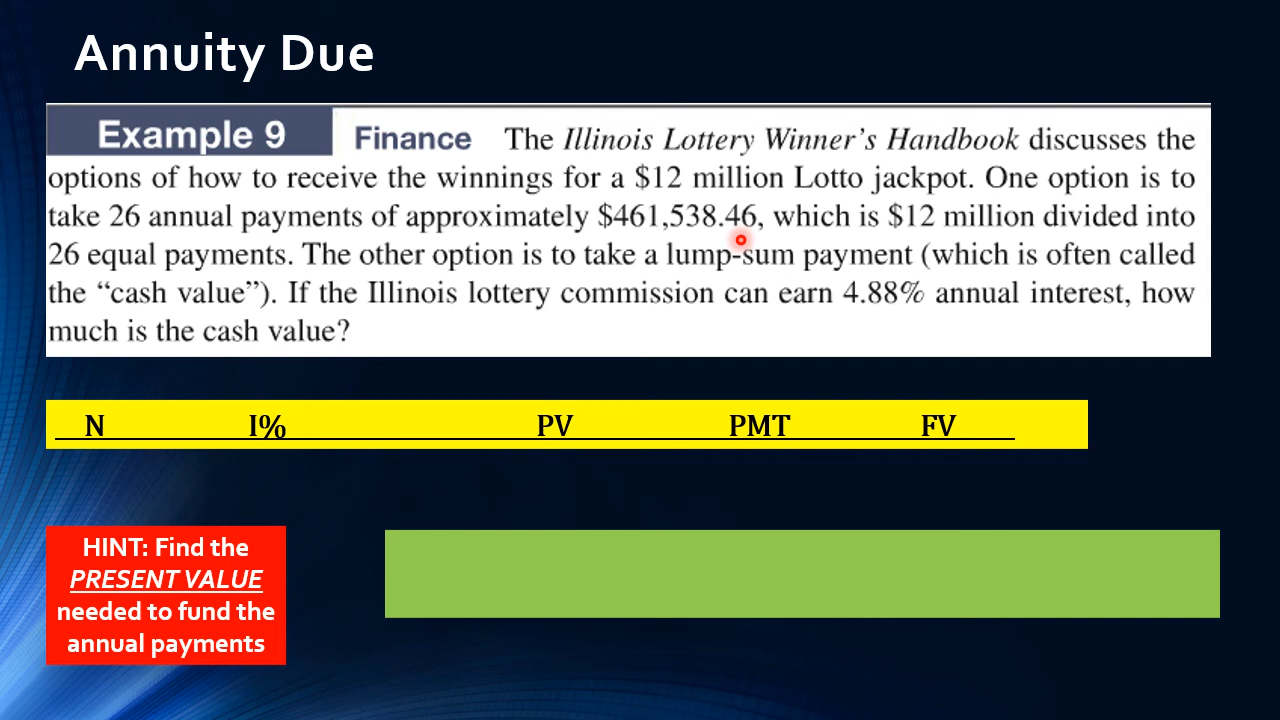 Annuity Due
Example 9 Finance The Illinois Lottery Winner's Handbook discusses the
options of how to receive the winnings for a $12 million Lotto jackpot. One option is to
take 26 annual payments of approximately $461,538.46, which is $12 million divided into
26 equal payments. The other option is to take a lump-sum payment (which is often called
the “cash value”). If the Illinois lottery commission can earn 4.88% annual interest, how
much is the cash value?
N I% PV PMT FV
HINT: Find the
PRESENT VALUE
needed to fund the
annual payments